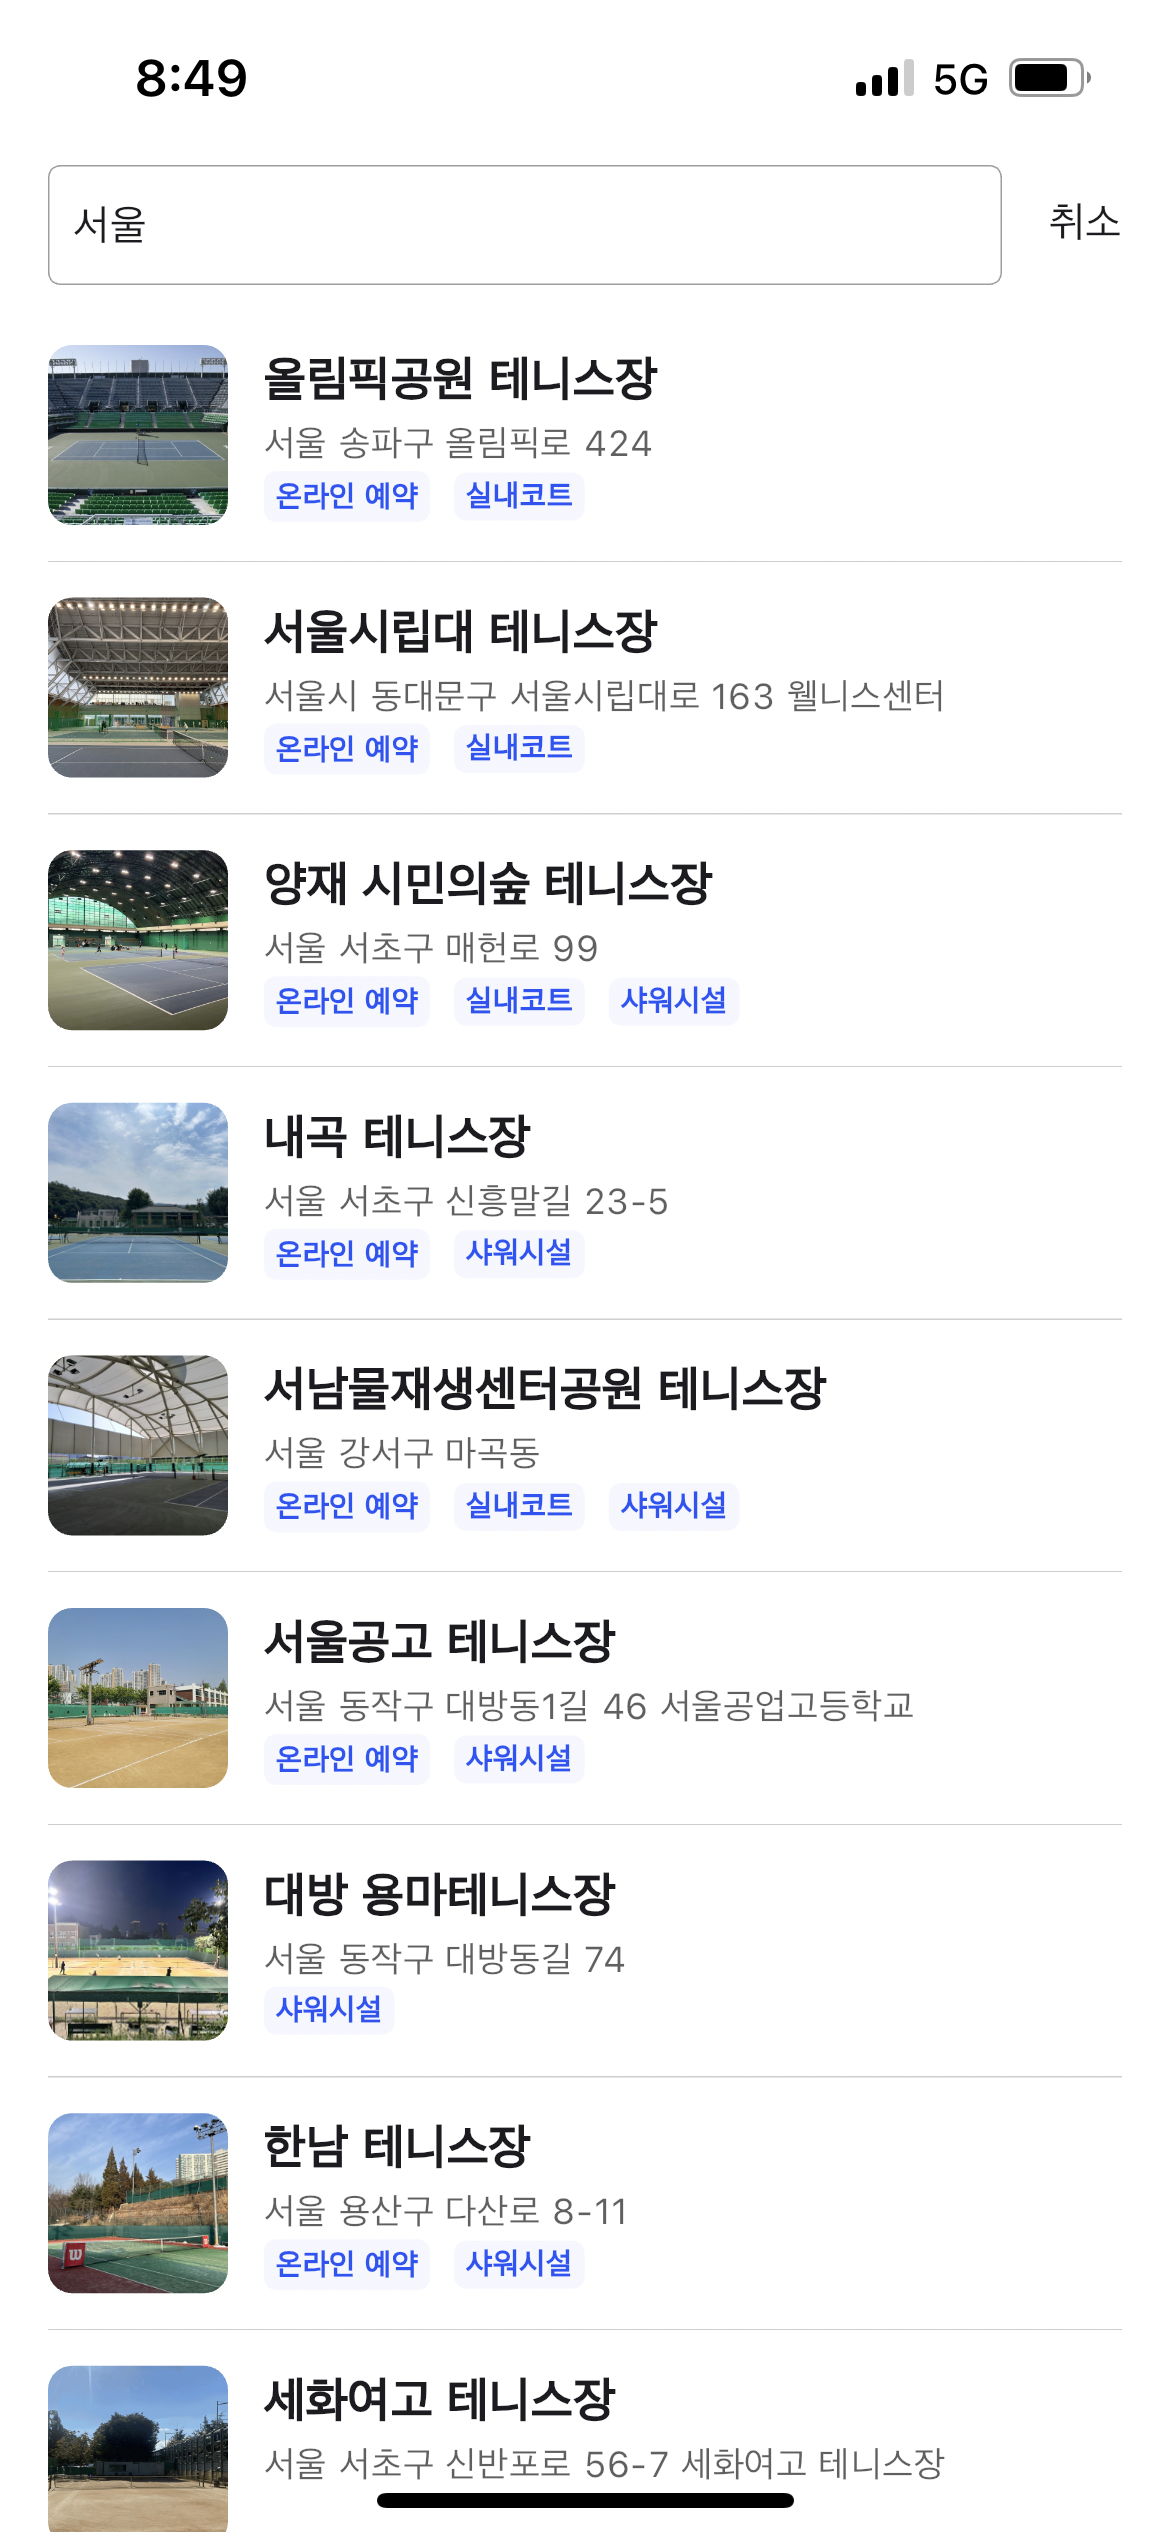 8:49
5G
서울
취소
올림픽공원 테니스장
서울 송파구 올림픽로 424
온라인 예약 실내코트
서울시립대 테니스장
서울시 동대문구 서울시립대로 163 웰니스센터
온라인 예약 실내코트
양재 시민의숲 테니스장
서울 서초구 매헌로 99
온라인 예약 실내코트 샤워시설
내곡 테니스장
서울 서초구 신흥말길 23-5
온라인 예약 샤워시설
서남물재생센터공원 테니스장
서울 강서구 마곡동
온라인 예약 실내코트 샤워시설
서울공고 테니스장
서울 동작구 대방동1길 46 서울공업고등학교
온라인 예약 샤워시설
대방 용마테니스장
서울 동작구 대방동길 74
샤워시설
한남 테니스장
서울 용산구 다산로 8-11
온라인 예약 샤워시설
세화여고 테니스장
서울 서초구 신반포로 56-7 세화여고 테니스장